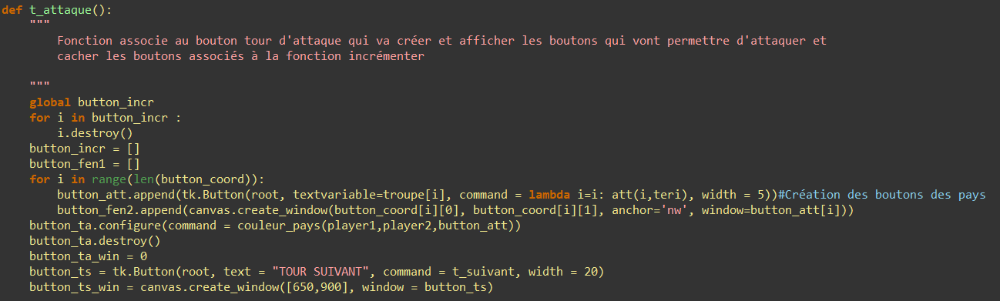 def t_attaque():
    """
        Fonction associe au bouton tour d'attaque qui va créer et afficher les boutons qui vont permettre d'attaquer et
        cacher les boutons associés à la fonction incrémenter

    """
    global button_incr
    for i in button_incr :
        i.destroy()
    button_incr = []
    button_fen1 = []
    for i in range(len(button_coord)):
        button_att.append(tk.Button(root, textvariable=troupe[i], command = lambda i=i: att(i,teri), width = 5))#Création des boutons des pays
        button_fen2.append(canvas.create_window(button_coord[i][0], button_coord[i][1], anchor='nw', window=button_att[i]))
    button_ta.configure(command = couleur_pays(player1,player2,button_att))
    button_ta.destroy()
    button_ta_win = 0
    button_ts = tk.Button(root, text = "TOUR SUIVANT", command = t_suivant, width = 20)
    button_ts_win = canvas.create_window([650,900], window = button_ts)